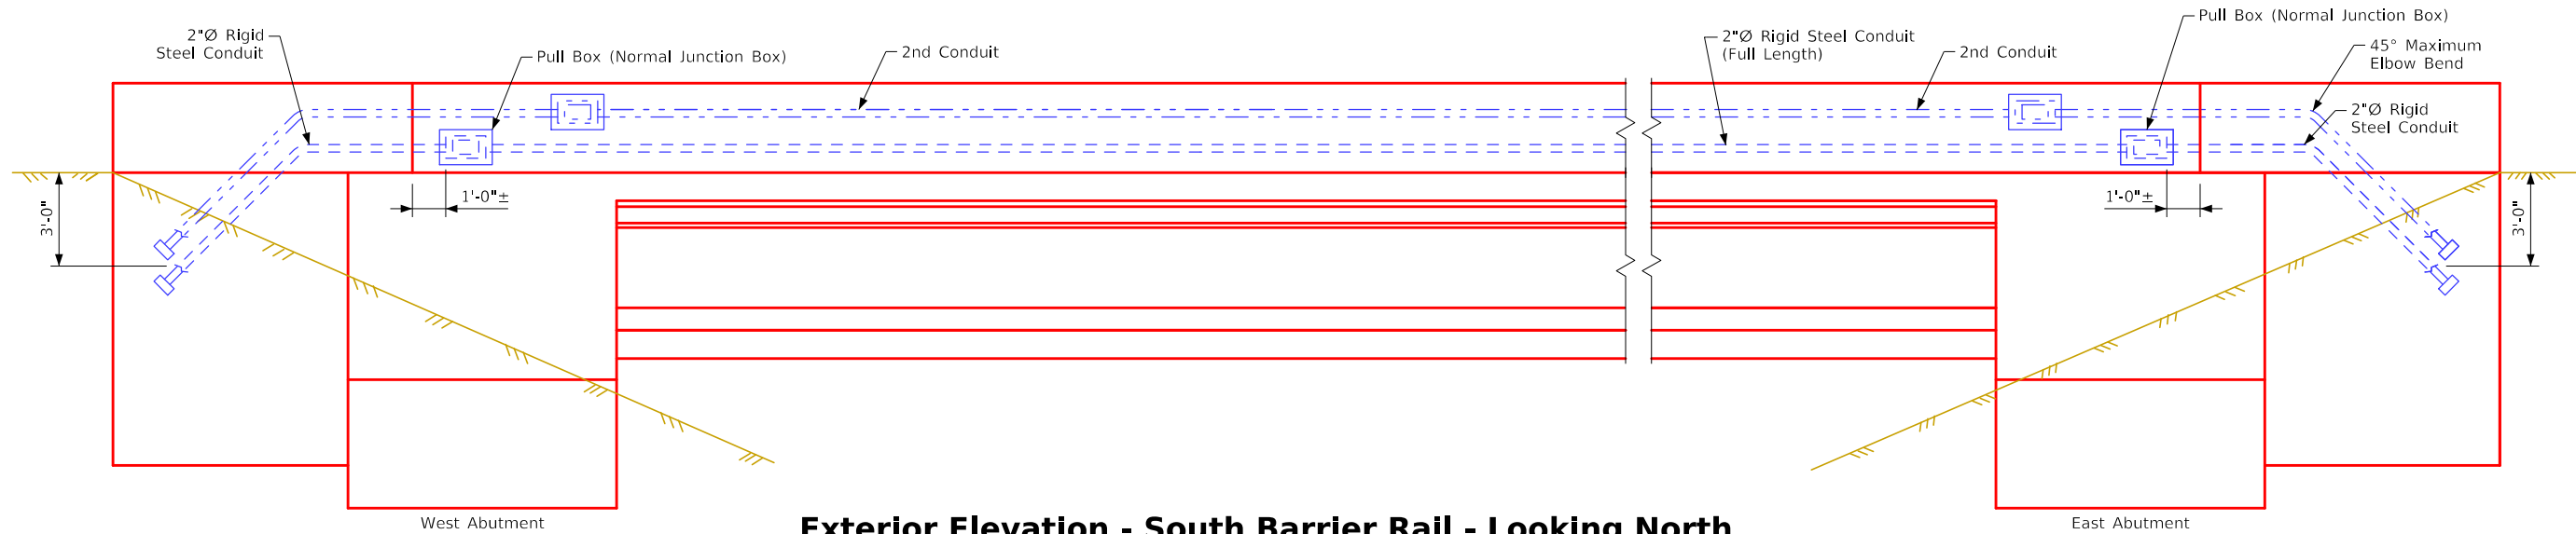 2"Ø Rigid
Steel Conduit
Pull Box (Normal Junction Box)
2nd Conduit
2"Ø Rigid Steel Conduit
(Full Length)
2nd Conduit
Pull Box (Normal Junction Box)
45° Maximum
Elbow Bend
2"Ø Rigid
Steel Conduit
3'-0"
1'-0"±
1'-0"±
3'-0"
West Abutment
Exterior Elevation - South Barrier Rail - Looking North
East Abutment